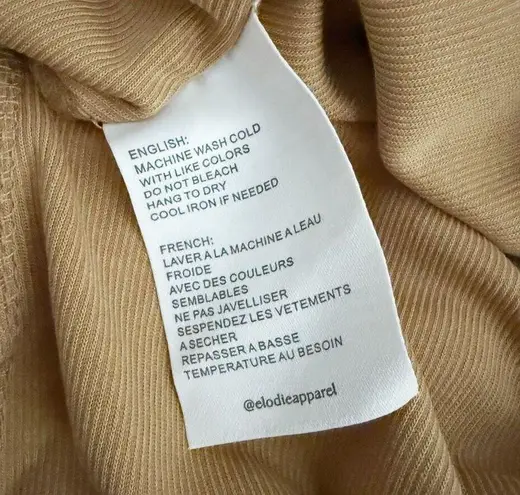 ENGLISH:
MACHINE WASH COLD
WITH LIKE COLORS
DO NOT BLEACH
HANG TO DRY
COOL IRON IF NEEDED
FRENCH:
LAVER A LA MACHINE A LEAU
FROIDE
AVEC DES COULEURS
SEMBLABLES
NE PAS JAVELLISER
SESPENDEZ LES VETEMENTS
A SECHER
REPASSER A BASSE
TEMPERATURE AU BESOIN
@elodieapparel